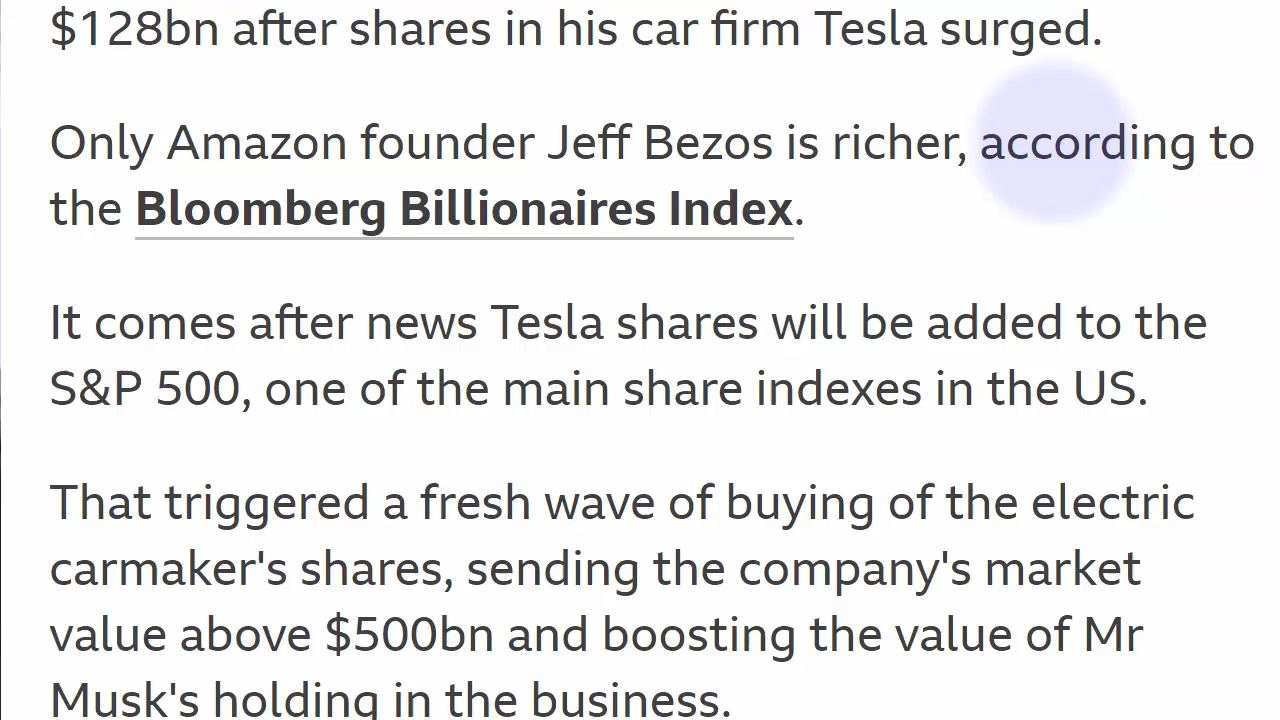 $128bn after shares in his car firm Tesla surged.
Only Amazon founder Jeff Bezos is richer, according to
the Bloomberg Billionaires Index.
It comes after news Tesla shares will be added to the
S&P 500, one of the main share indexes in the US.
That triggered a fresh wave of buying of the electric
carmaker's shares, sending the company's market
value above $500bn and boosting the value of Mr
Musk's holding in the business.